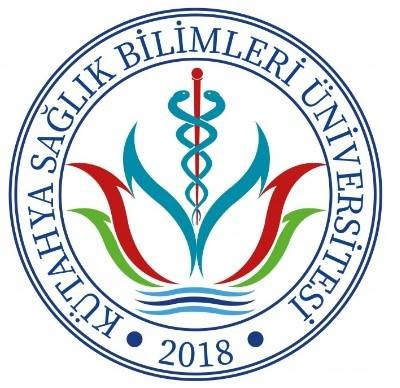 KÜTAHYA SAĞLIK BİLİMLERİ ÜNİVERSİTESİ
• 2018 •